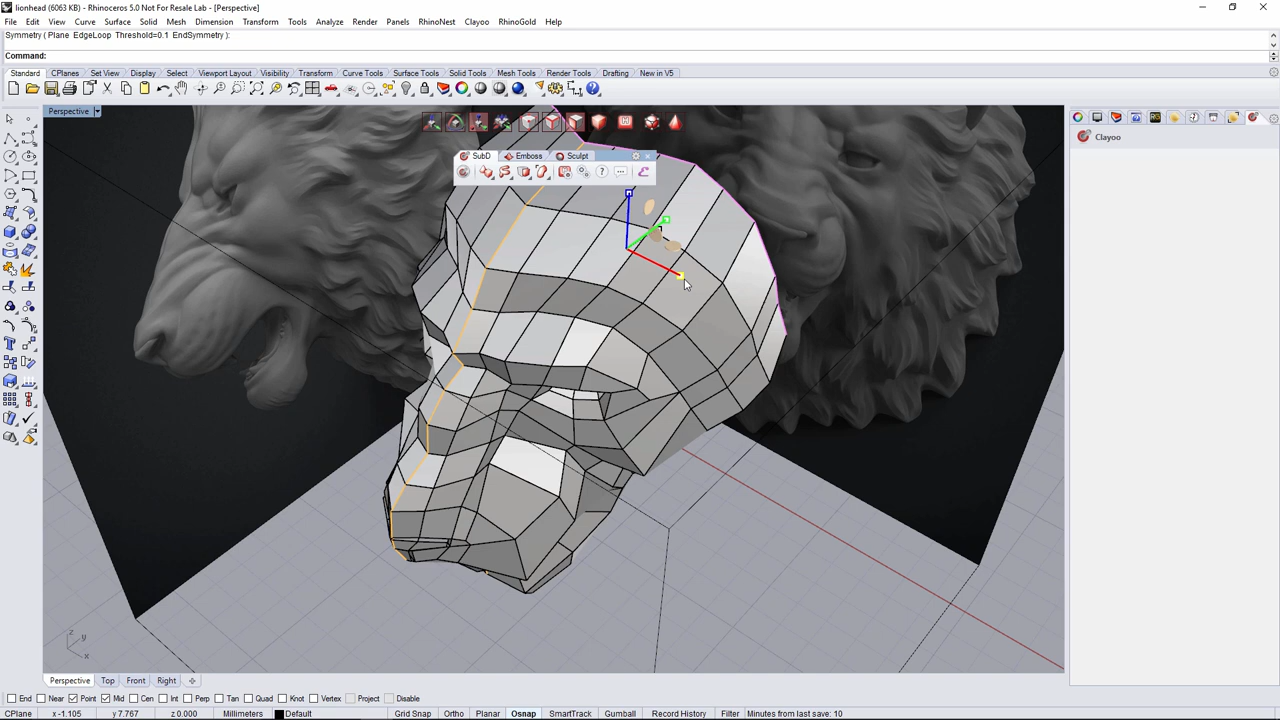 lionhead (6063 KB) - Rhinoceros 5.0 Not For Resale Lab - [Perspective]
File Edit View Curve Surface Solid Mesh Dimension Transform Tools Analyze Render Panels RhinoNest Clayoo RhinoGold Help
Symmetry ( Plane EdgeLoop Threshold=0.1 EndSymmetry ):
Command:
Standard CPlanes Set View Display Select Viewport Layout Visibility Transform Curve Tools Surface Tools Solid Tools Mesh Tools Render Tools Drafting New in V5
Perspective
Clayoo
SubD Emboss Sculpt
z y x
Perspective Top Front Right
End Near Point Mid Cen Int Perp Tan Quad Knot Vertex Project Disable
CPlane x -1.105 y 7.767 z 0.000 Millimeters Default Grid Snap Ortho Planar Osnap SmartTrack Gumball Record History Filter Minutes from last save: 10